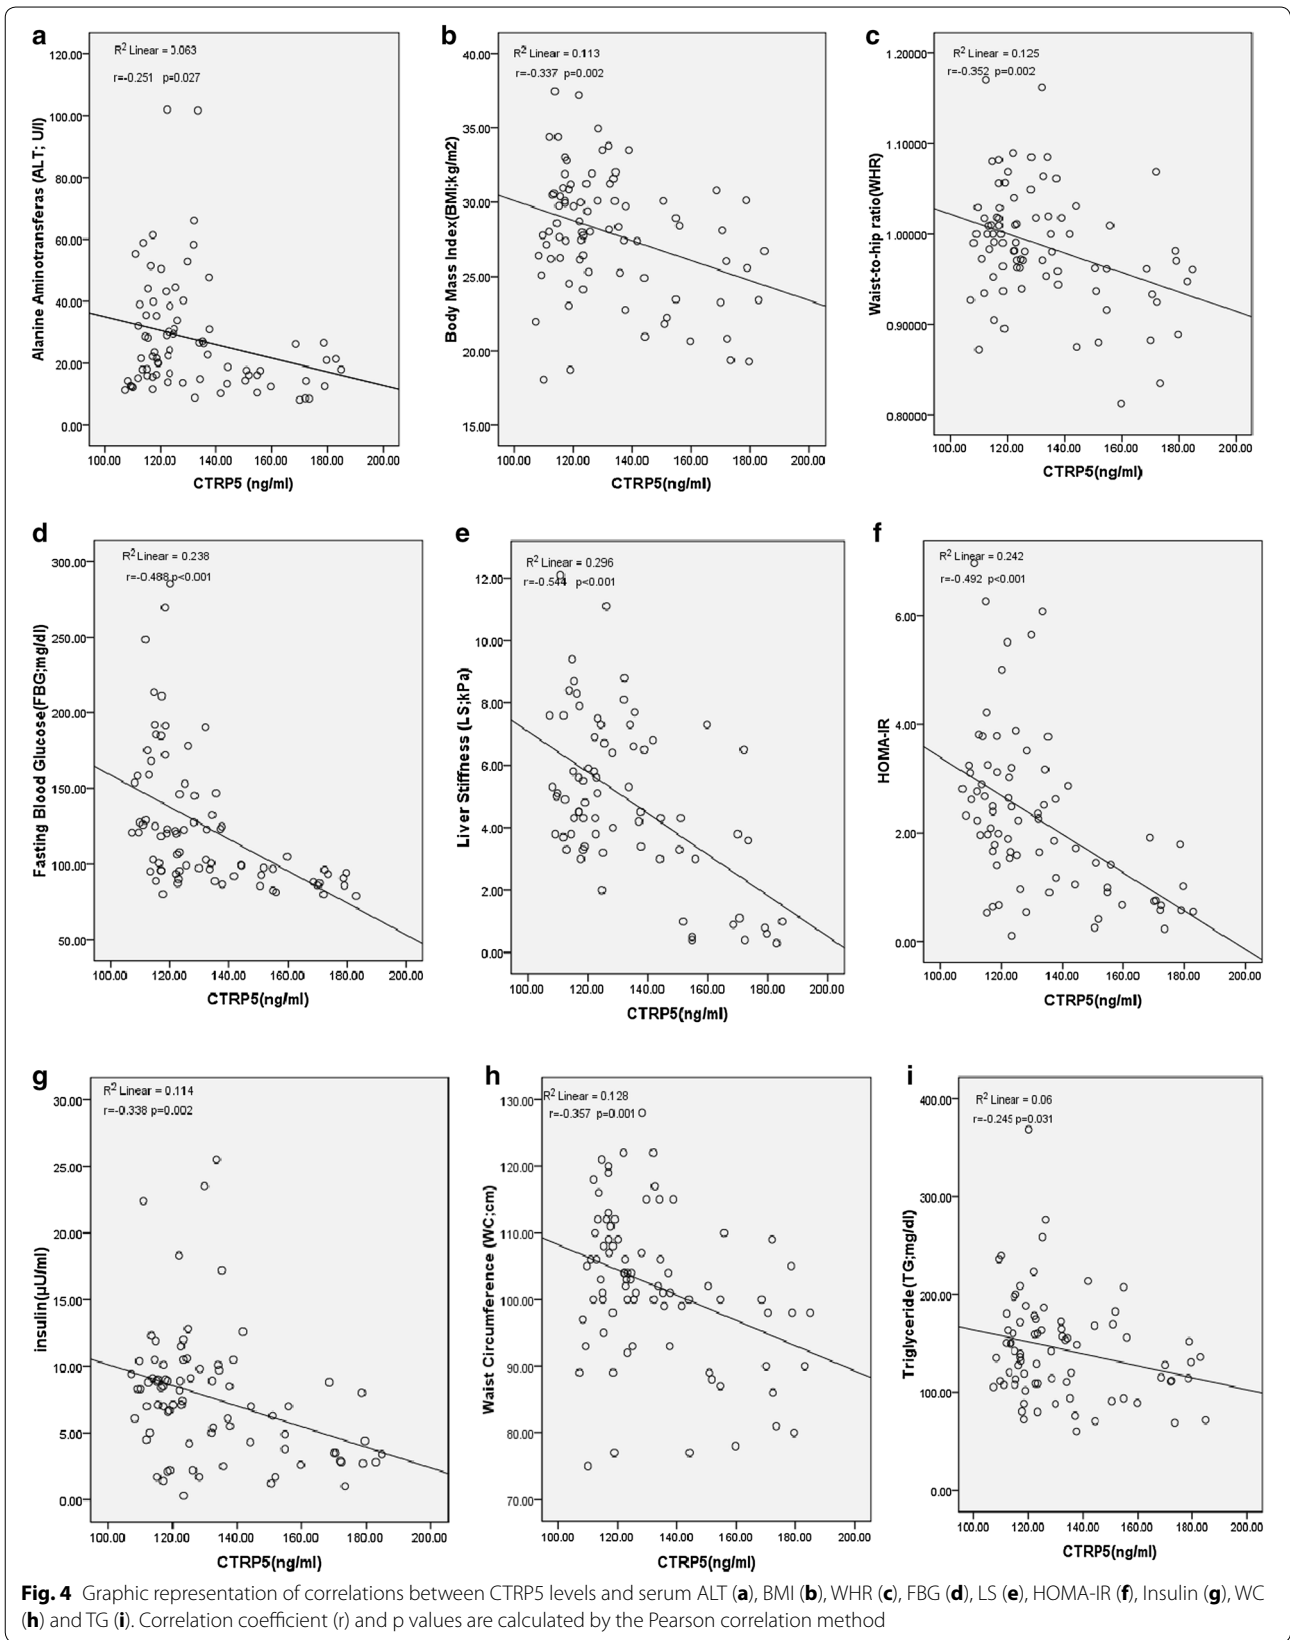 a
R2 Linear = 0.063
r=-0.251 p=0.027
Alanine Aminotransferas (ALT; U/l)
120.00
100.00
80.00
60.00
40.00
20.00
0.00
100.00 120.00 140.00 160.00 180.00 200.00
CTRP5 (ng/ml)
b
R2 Linear = 0.113
r=-0.337 p=0.002
Body Mass Index(BMI;kg/m2)
40.00
35.00
30.00
25.00
20.00
15.00
100.00 120.00 140.00 160.00 180.00 200.00
CTRP5(ng/ml)
c
R2 Linear = 0.125
r=-0.352 p=0.002
Waist-to-hip ratio(WHR)
1.20000
1.10000
1.00000
0.90000
0.80000
100.00 120.00 140.00 160.00 180.00 200.00
CTRP5(ng/ml)
d
R2 Linear = 0.238
r=-0.488 p<0.001
Fasting Blood Glucose(FBG;mg/dl)
300.00
250.00
200.00
150.00
100.00
50.00
100.00 120.00 140.00 160.00 180.00 200.00
CTRP5(ng/ml)
e
R2 Linear = 0.296
r=-0.544 p<0.001
Liver Stiffness (LS;kPa)
12.00
10.00
8.00
6.00
4.00
2.00
0.00
100.00 120.00 140.00 160.00 180.00 200.00
CTRP5(ng/ml)
f
R2 Linear = 0.242
r=-0.492 p<0.001
HOMA-IR
6.00
4.00
2.00
0.00
100.00 120.00 140.00 160.00 180.00 200.00
CTRP5(ng/ml)
g
R2 Linear = 0.114
r=-0.338 p=0.002
insulin(µU/ml)
30.00
25.00
20.00
15.00
10.00
5.00
0.00
100.00 120.00 140.00 160.00 180.00 200.00
CTRP5(ng/ml)
h
R2 Linear = 0.128
r=-0.357 p=0.001
Waist Circumference (WC;cm)
130.00
120.00
110.00
100.00
90.00
80.00
70.00
100.00 120.00 140.00 160.00 180.00 200.00
CTRP5(ng/ml)
i
R2 Linear = 0.06
r=-0.245 p=0.031
Triglyceride(TG;mg/dl)
400.00
300.00
200.00
100.00
0.00
100.00 120.00 140.00 160.00 180.00 200.00
CTRP5(ng/ml)
Fig. 4 Graphic representation of correlations between CTRP5 levels and serum ALT (a), BMI (b), WHR (c), FBG (d), LS (e), HOMA-IR (f), Insulin (g), WC
(h) and TG (i). Correlation coefficient (r) and p values are calculated by the Pearson correlation method